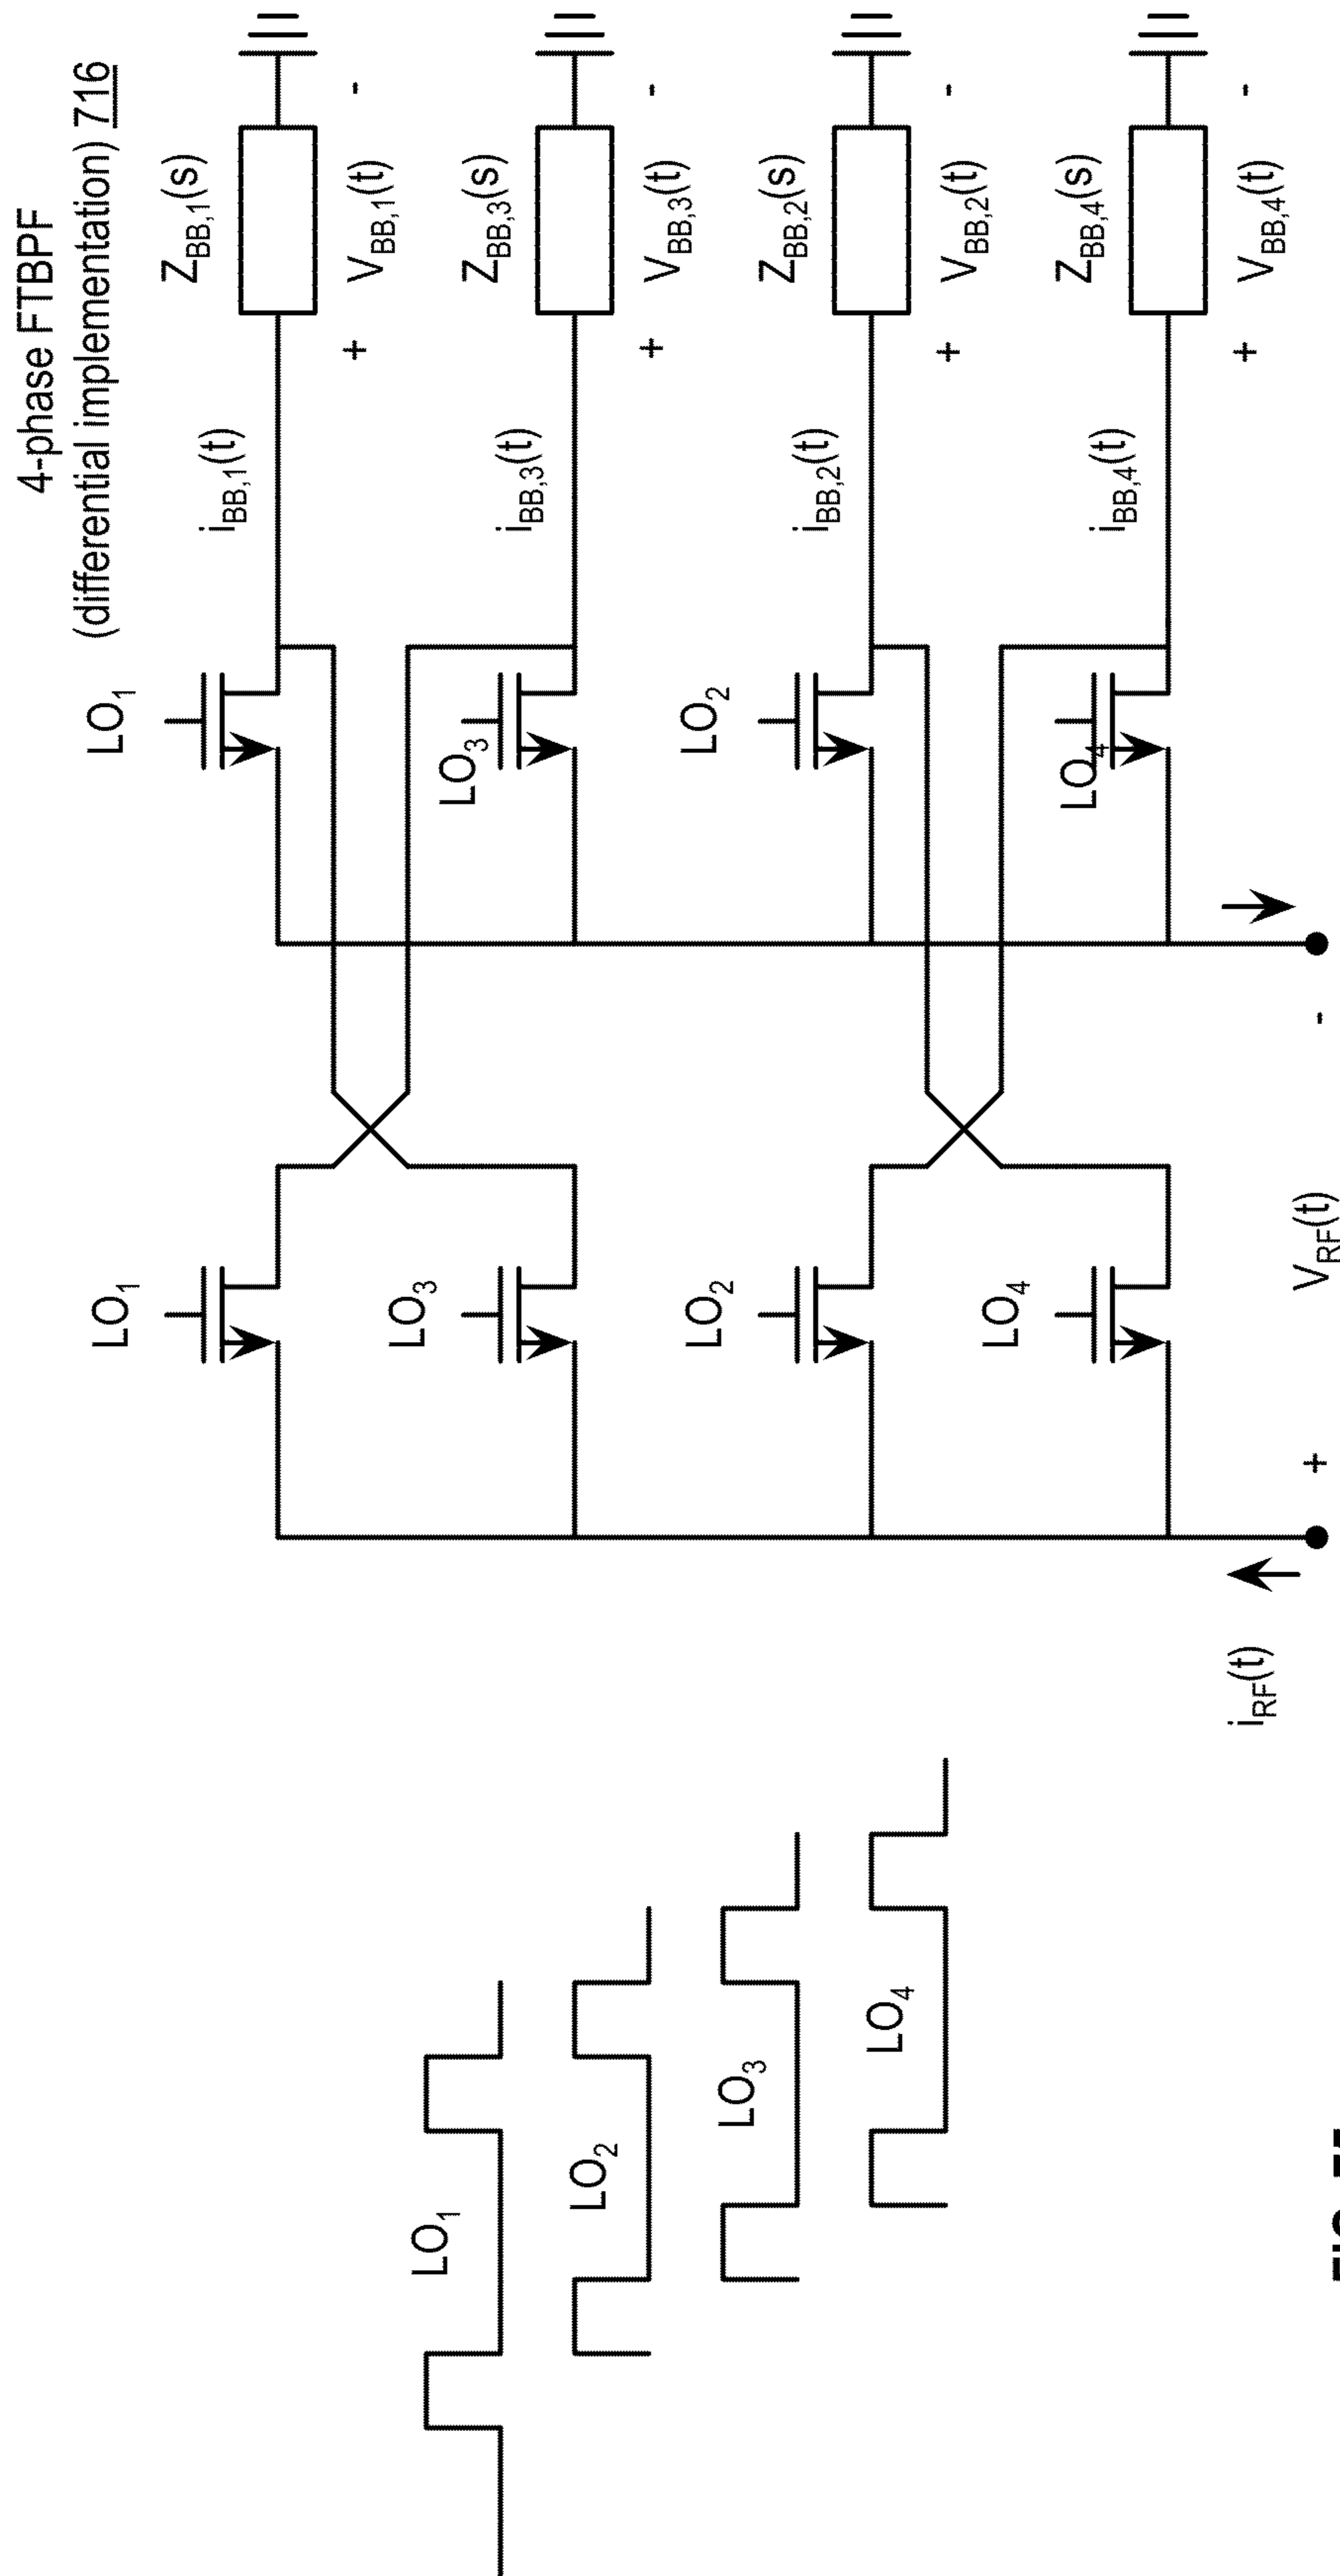 4-phase FTBPF
(differential implementation) 716
LO1
LO1
iBB,1(t)
ZBB,1(s)
+ VBB,1(t) -
LO3
LO3
iBB,3(t)
ZBB,3(s)
+ VBB,3(t) -
LO2
LO2
iBB,2(t)
ZBB,2(s)
+ VBB,2(t) -
LO4
LO4
iBB,4(t)
ZBB,4(s)
+ VBB,4(t) -
iRF(t)
+ VRF(t) -
LO1
LO2
LO3
LO4